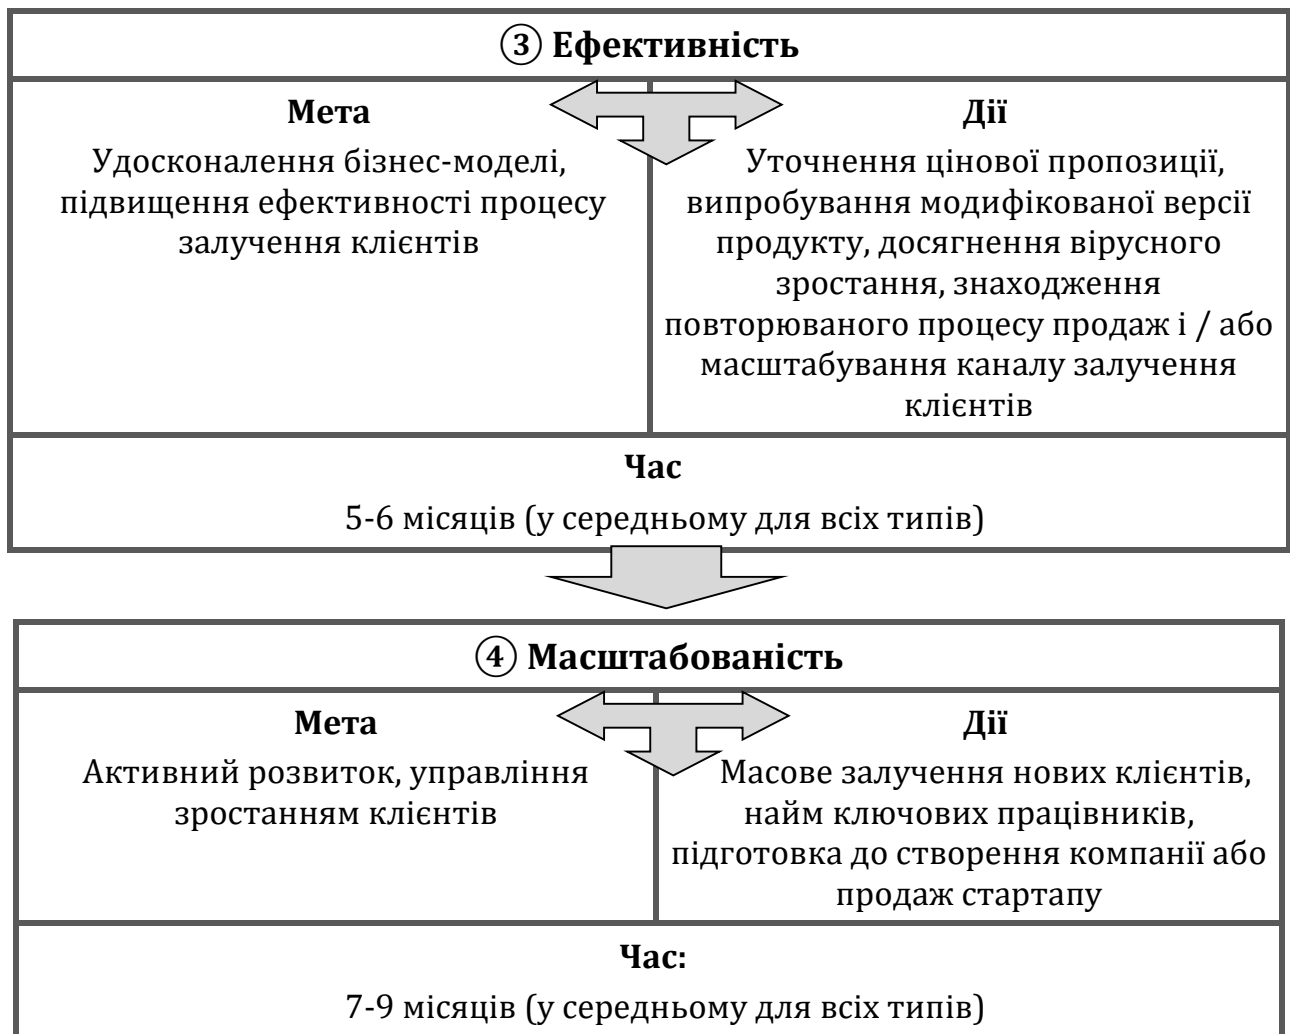 ③ Ефективність
Мета
Удосконалення бізнес-моделі,
підвищення ефективності процесу
залучення клієнтів
Дії
Уточнення цінової пропозиції,
випробування модифікованої версії
продукту, досягнення вірусного
зростання, знаходження
повторюваного процесу продаж і / або
масштабування каналу залучення
клієнтів
Час
5-6 місяців (у середньому для всіх типів)
④ Масштабованість
Мета
Активний розвиток, управління
зростанням клієнтів
Дії
Масове залучення нових клієнтів,
найм ключових працівників,
підготовка до створення компанії або
продаж стартапу
Час:
7-9 місяців (у середньому для всіх типів)